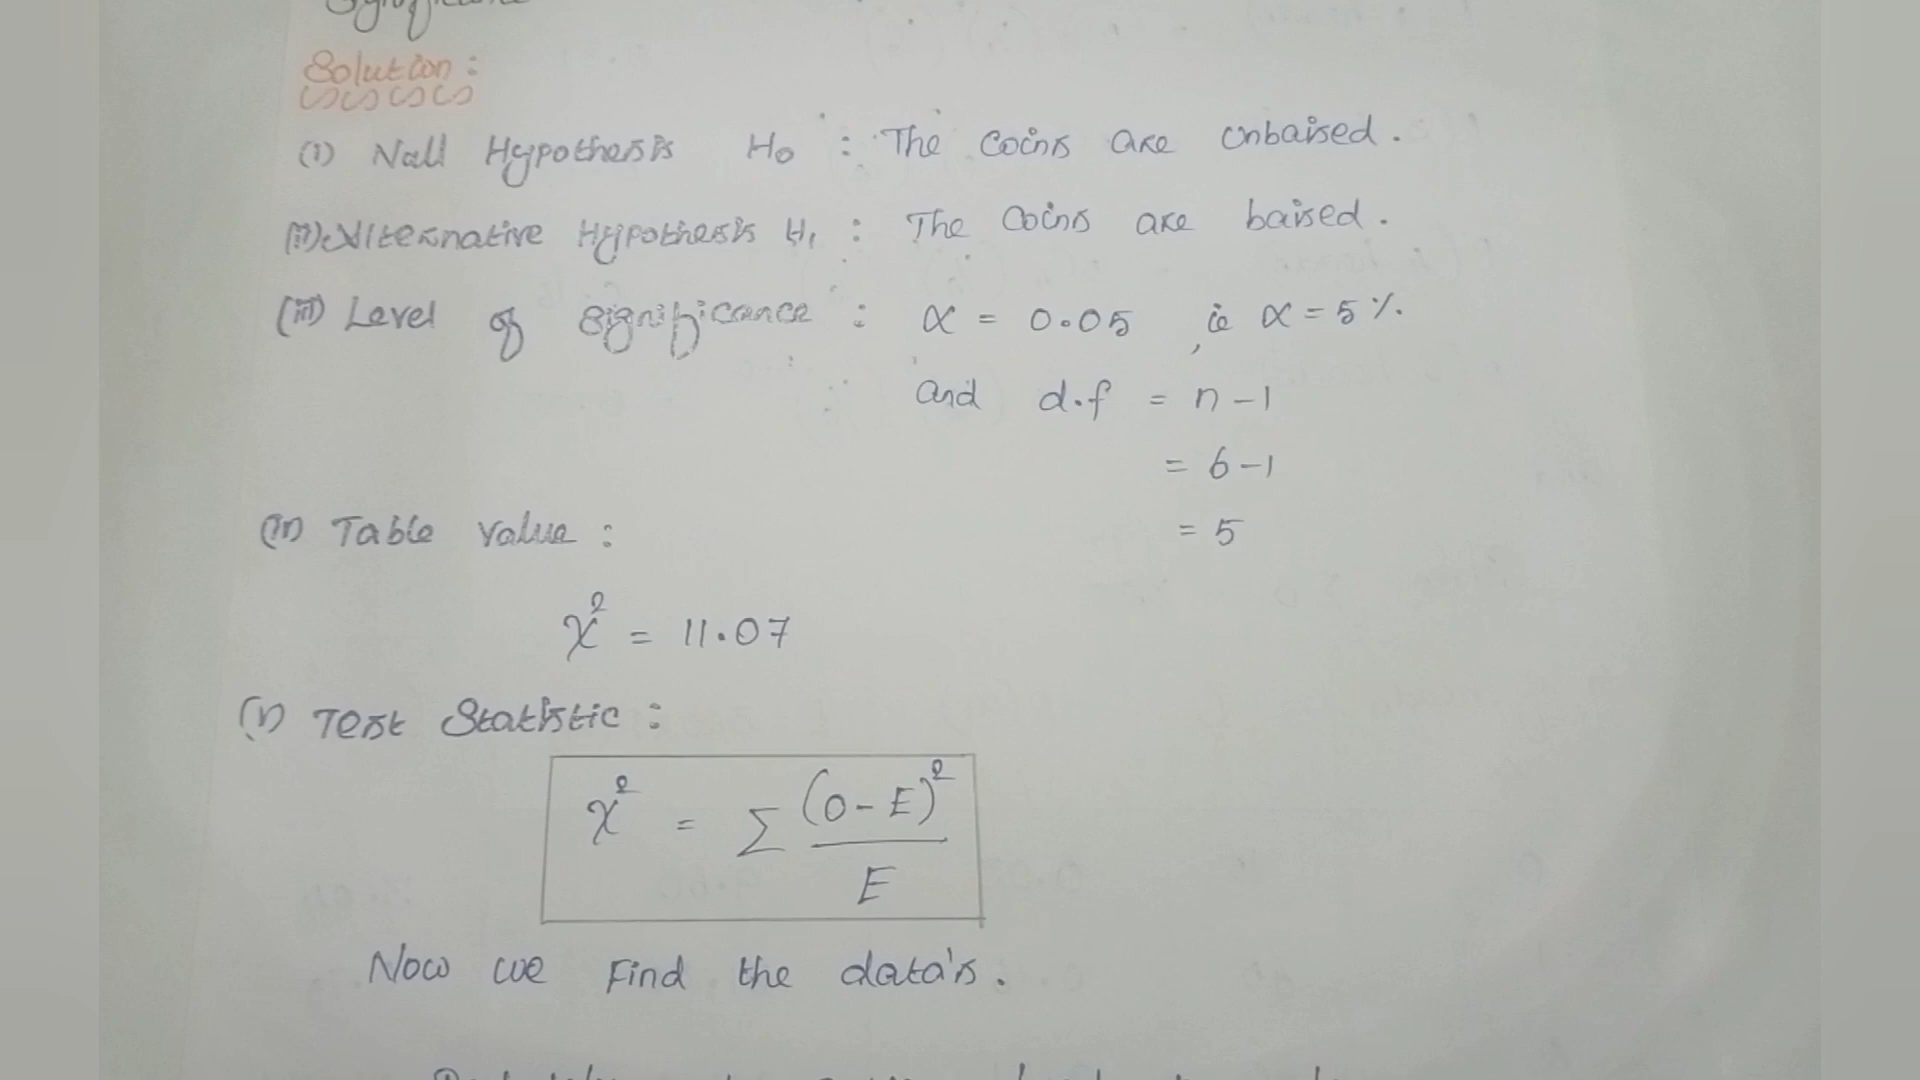 Solution:
(i) Null Hypothesis H₀ : The Coins are unbaised.
(ii) Alternative Hypothesis H₁ : The Coins are baised.
(iii) Level of Significance : α = 0.05 , ie α = 5%.
and d.f = n-1
= 6-1
(iv) Table value :
= 5
χ² = 11.07
(v) Test Statistic :
χ² = Σ (O-E)² / E
Now we Find the data's.